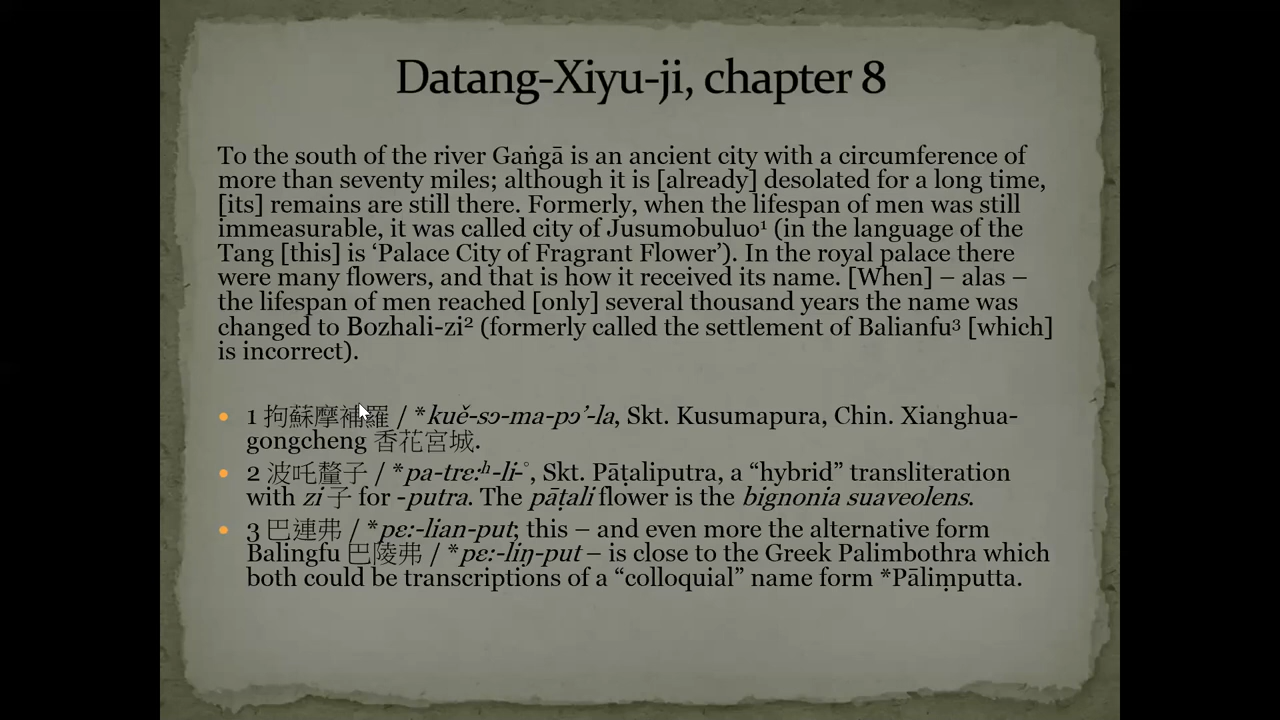 Datang-Xiyu-ji, chapter 8
To the south of the river Gaṅgā is an ancient city with a circumference of
more than seventy miles; although it is [already] desolated for a long time,
[its] remains are still there. Formerly, when the lifespan of men was still
immeasurable, it was called city of Jusumobuluo¹ (in the language of the
Tang [this] is ‘Palace City of Fragrant Flower’). In the royal palace there
were many flowers, and that is how it received its name. [When] – alas –
the lifespan of men reached [only] several thousand years the name was
changed to Bozhali-zi² (formerly called the settlement of Balianfu³ [which]
is incorrect).
1 拘蘇摩補羅 / *kuě-sɔ-ma-pɔ’-la, Skt. Kusumapura, Chin. Xianghua-
gongcheng 香花宮城.
2 波吒釐子 / *pa-trɛ:ʰ-li-°, Skt. Pāṭaliputra, a “hybrid” transliteration
with zi 子 for -putra. The pāṭali flower is the bignonia suaveolens.
3 巴連弗 / *pɛ:-lian-put; this – and even more the alternative form
Balingfu 巴陵弗 / *pɛ:-liŋ-put – is close to the Greek Palimbothra which
both could be transcriptions of a “colloquial” name form *Pāliṃputta.